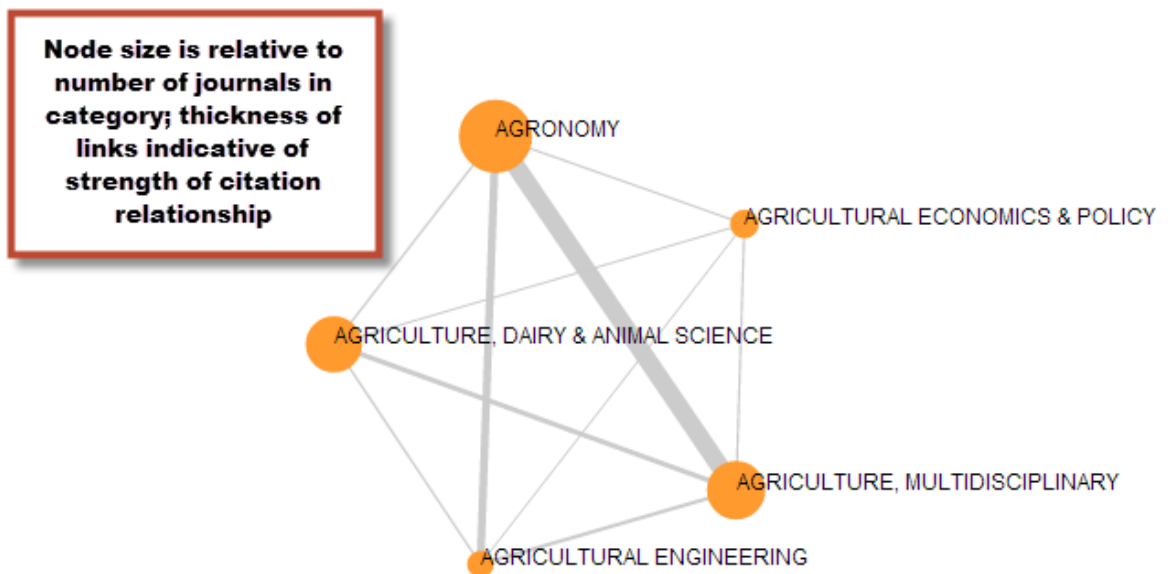 Node size is relative to
number of journals in
category; thickness of
links indicative of
strength of citation
relationship
AGRONOMY
AGRICULTURAL ECONOMICS & POLICY
AGRICULTURE, DAIRY & ANIMAL SCIENCE
AGRICULTURE, MULTIDISCIPLINARY
AGRICULTURAL ENGINEERING